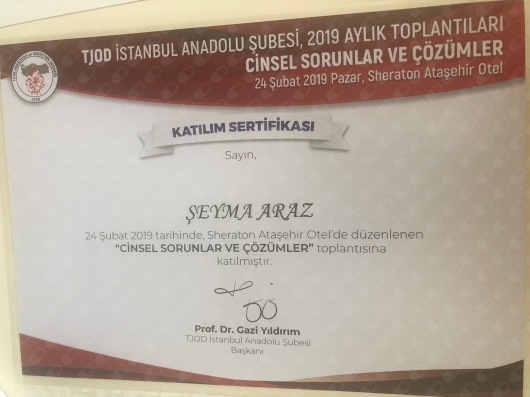 TJOD İSTANBUL ANADOLU ŞUBESİ, 2019 AYLIK TOPLANTILARI
CİNSEL SORUNLAR VE ÇÖZÜMLER
24 Şubat 2019 Pazar, Sheraton Ataşehir Otel
KATILIM SERTİFİKASI
Sayın,
ŞEYMA ARAZ
24 Şubat 2019 tarihinde, Sheraton Ataşehir Otel'de düzenlenen
“CİNSEL SORUNLAR VE ÇÖZÜMLER” toplantısına
katılmıştır.
Prof. Dr. Gazi Yıldırım
TJOD İstanbul Anadolu Şubesi
Başkanı